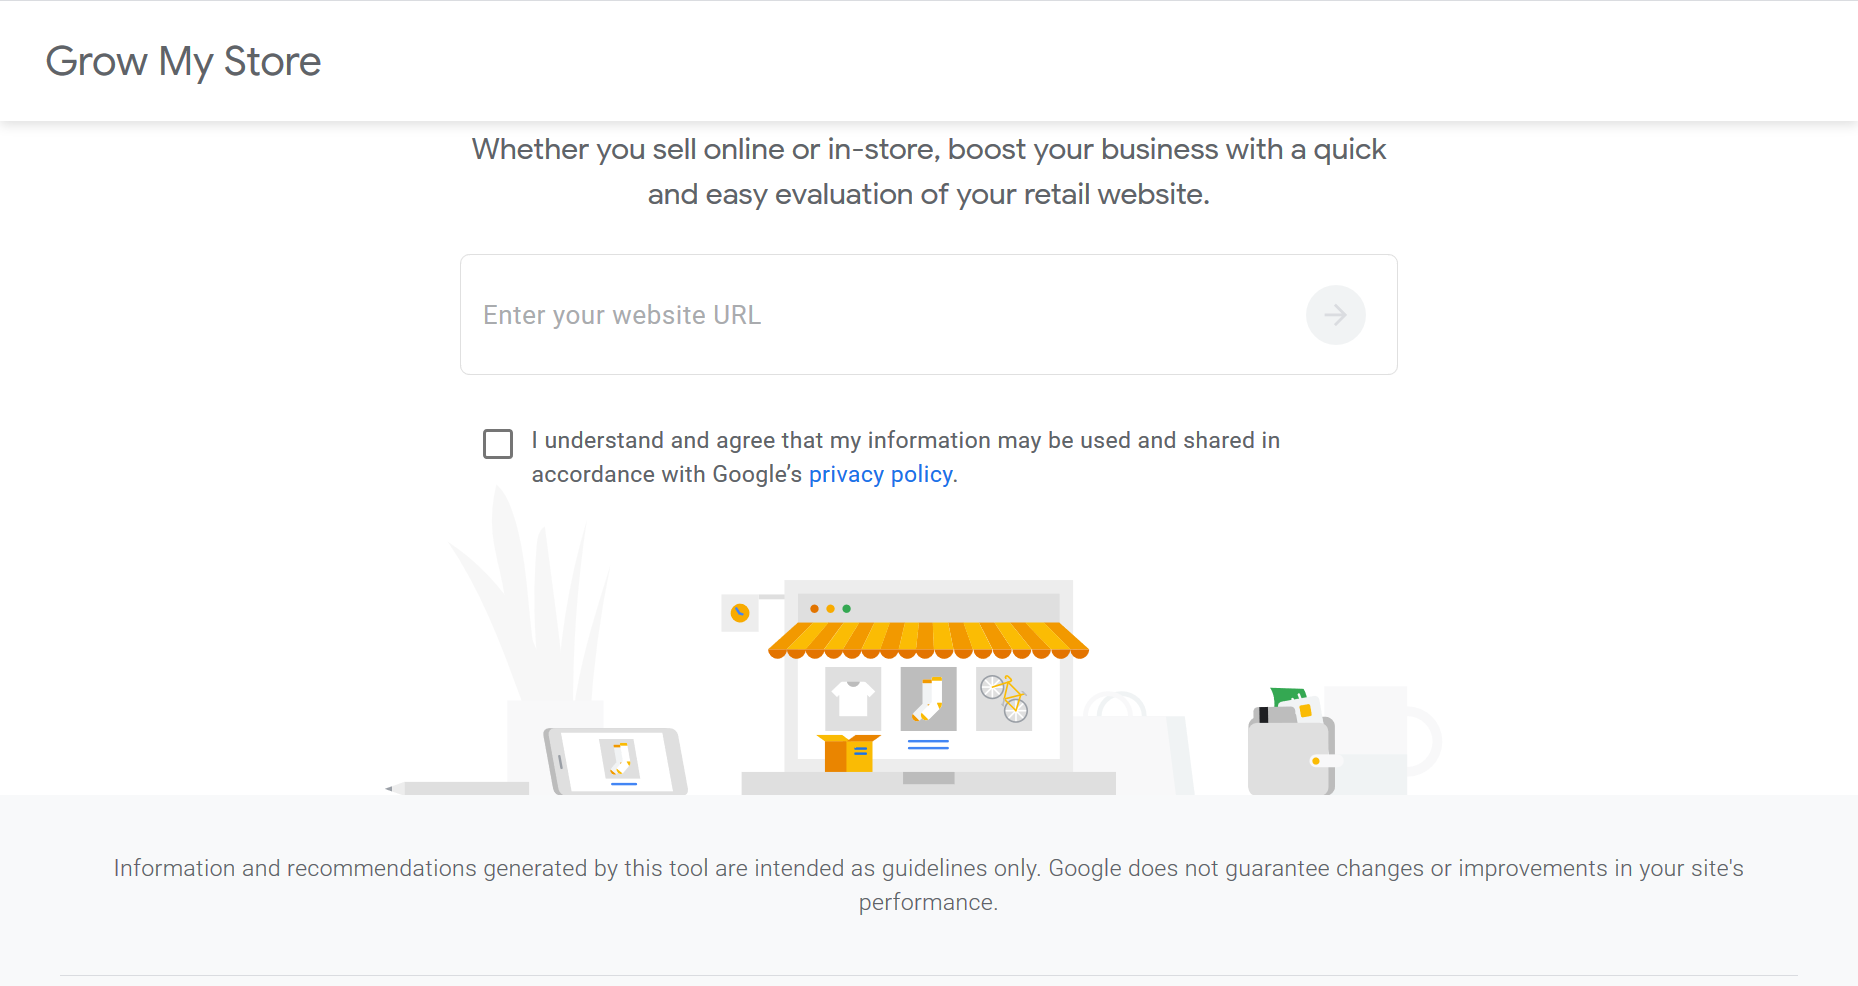 Grow My Store
Whether you sell online or in-store, boost your business with a quick
and easy evaluation of your retail website.
Enter your website URL
I understand and agree that my information may be used and shared in
accordance with Google’s privacy policy.
Information and recommendations generated by this tool are intended as guidelines only. Google does not guarantee changes or improvements in your site's
performance.